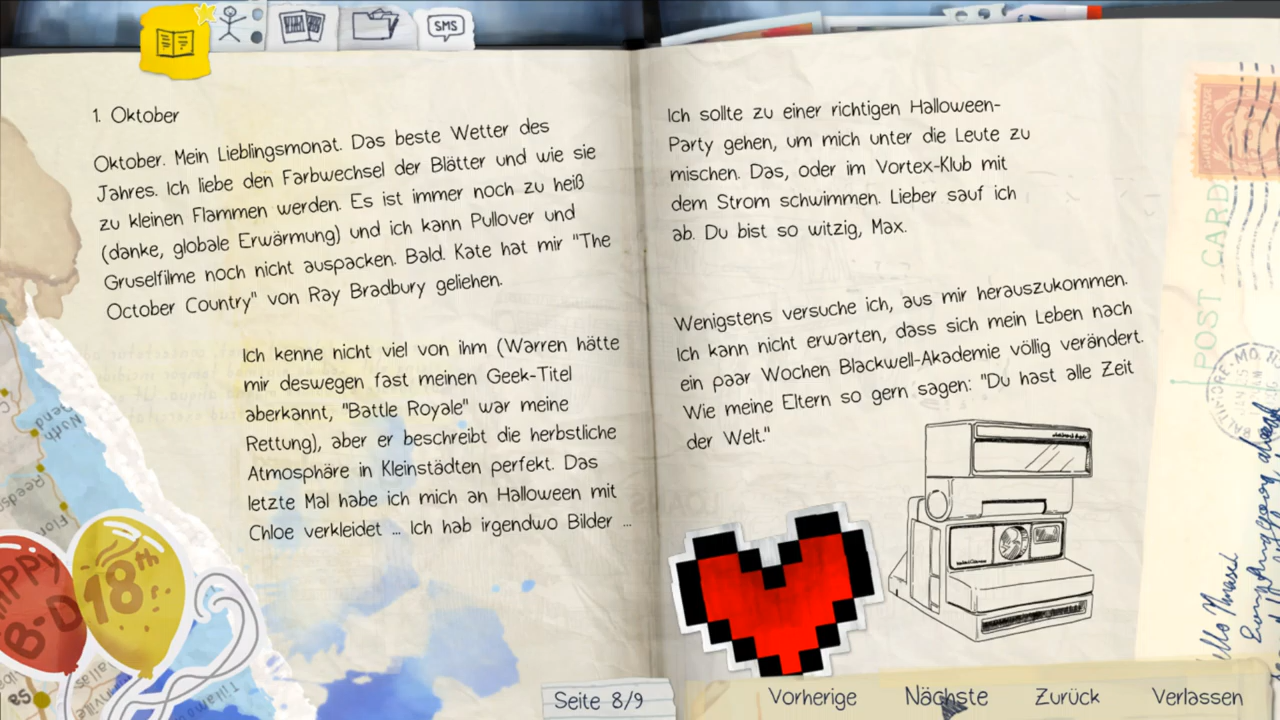 SMS
1. Oktober
Oktober. Mein Lieblingsmonat. Das beste Wetter des
Jahres. Ich liebe den Farbwechsel der Blätter und wie sie
zu kleinen Flammen werden. Es ist immer noch zu heiß
(danke, globale Erwärmung) und ich kann Pullover und
Gruselfilme noch nicht auspacken. Bald. Kate hat mir "The
October Country" von Ray Bradbury geliehen.
Ich kenne nicht viel von ihm (Warren hätte
mir deswegen fast meinen Geek-Titel
aberkannt, "Battle Royale" war meine
Rettung), aber er beschreibt die herbstliche
Atmosphäre in Kleinstädten perfekt. Das
letzte Mal habe ich mich an Halloween mit
Chloe verkleidet ... Ich hab irgendwo Bilder ...
18th
B-D
Ich sollte zu einer richtigen Halloween-
Party gehen, um mich unter die Leute zu
mischen. Das, oder im Vortex-Klub mit
dem Strom schwimmen. Lieber sauf ich
ab. Du bist so witzig, Max.
Wenigstens versuche ich, aus mir herauszukommen.
Ich kann nicht erwarten, dass sich mein Leben nach
ein paar Wochen Blackwell-Akademie völlig verändert.
Wie meine Eltern so gern sagen: "Du hast alle Zeit
der Welt."
POST CARD
Seite 8/9
Vorherige
Nächste
Zurück
Verlassen